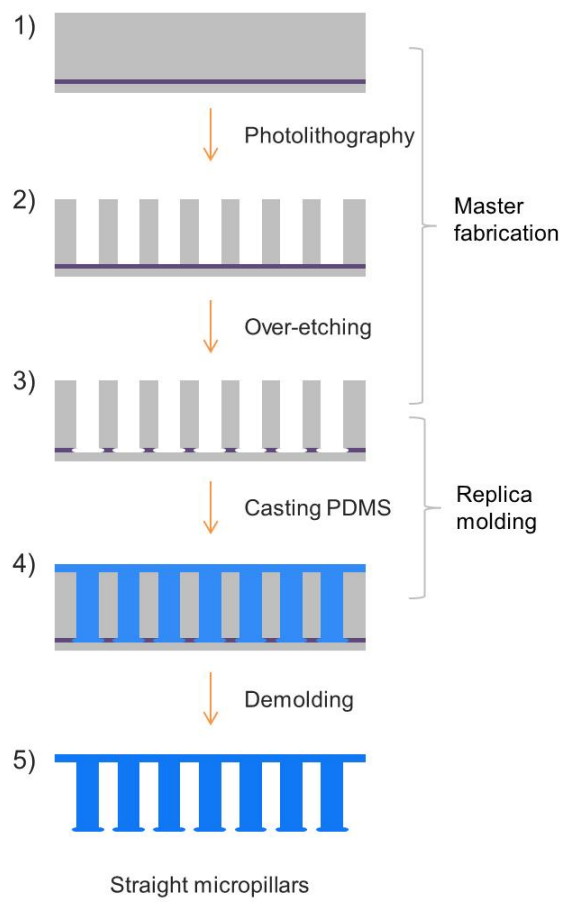 1)
Photolithography
2)
Master
fabrication
Over-etching
3)
Casting PDMS
Replica
molding
4)
Demolding
5)
Straight micropillars